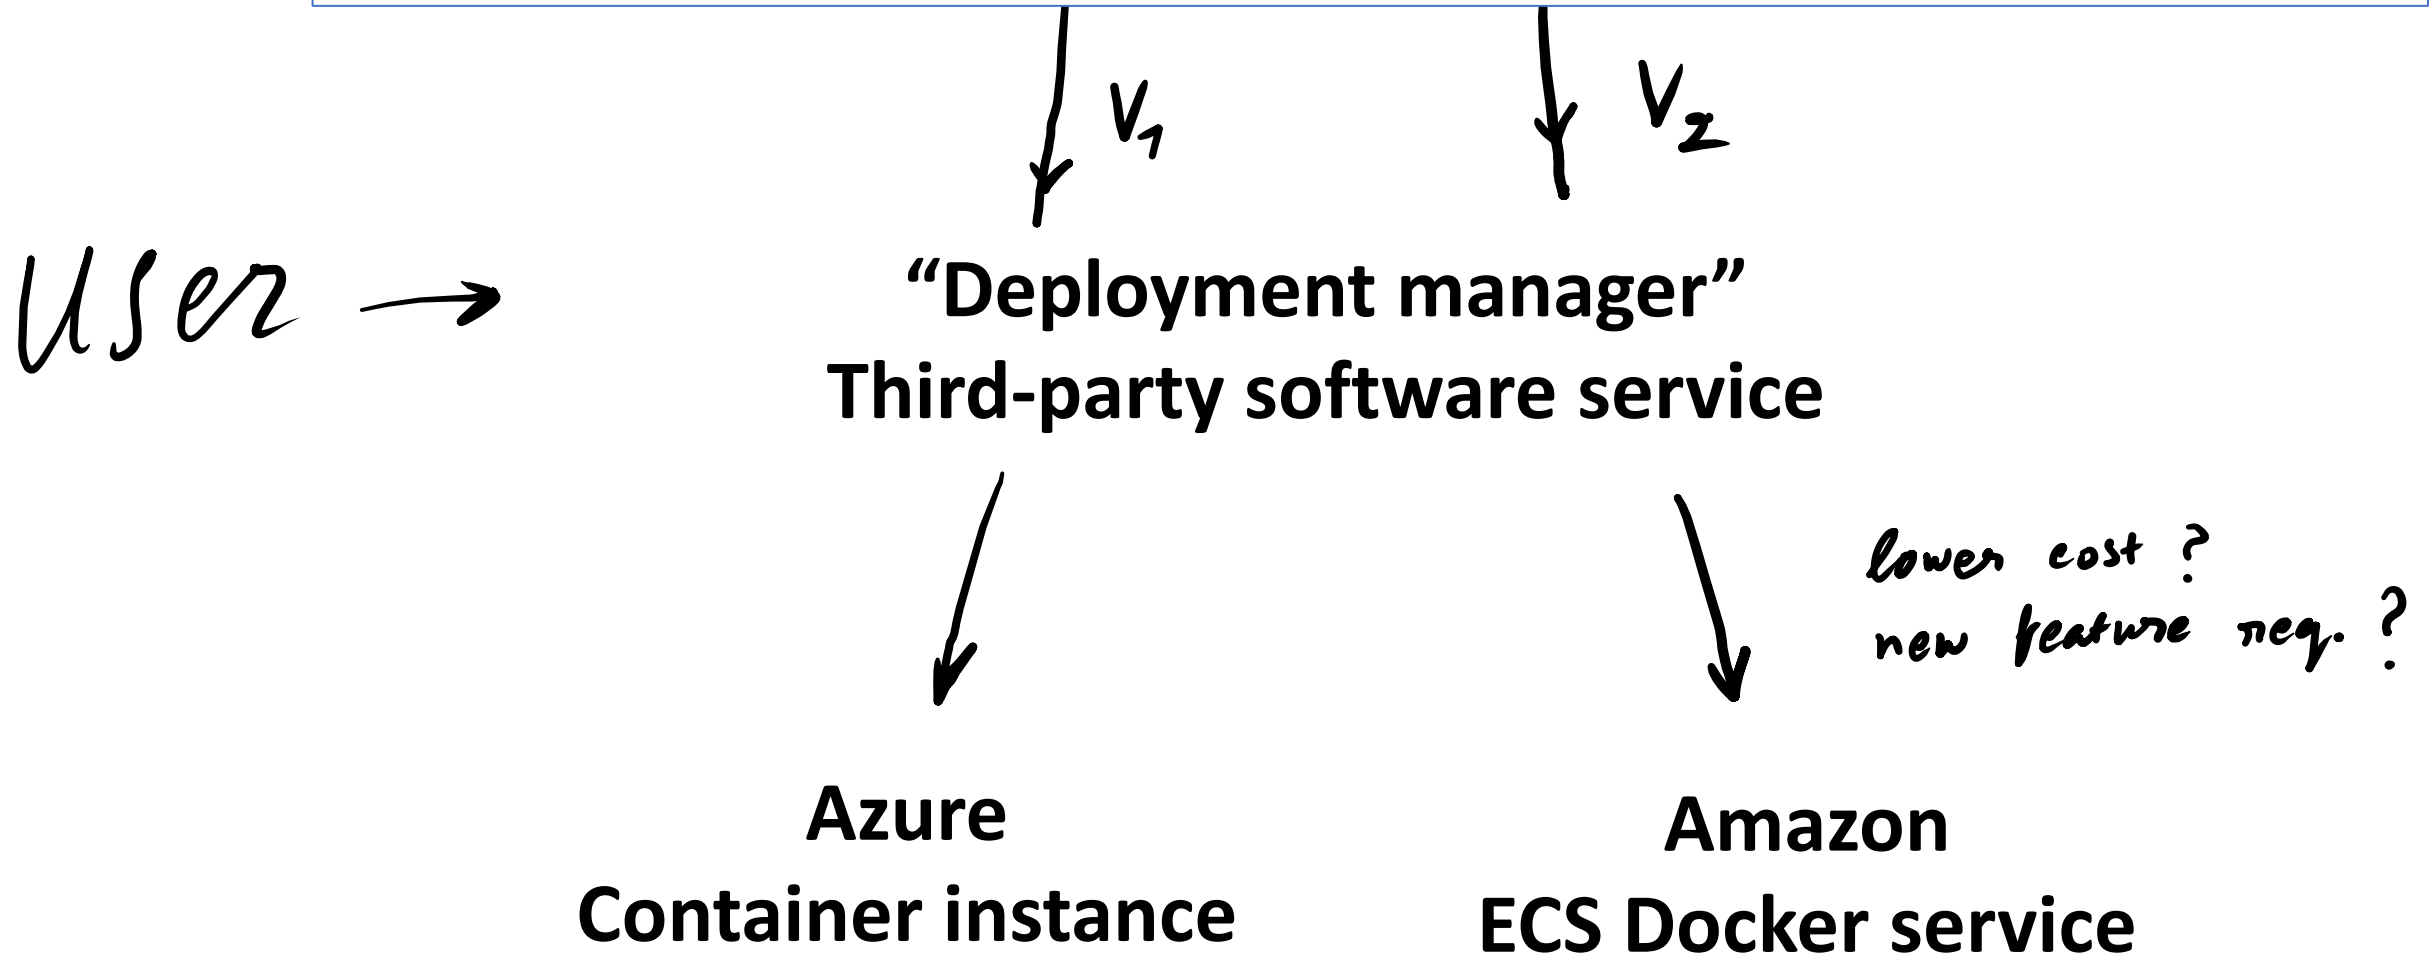 V1
V2
User
“Deployment manager”
Third-party software service
lower cost ?
new feature req. ?
Azure
Container instance
Amazon
ECS Docker service